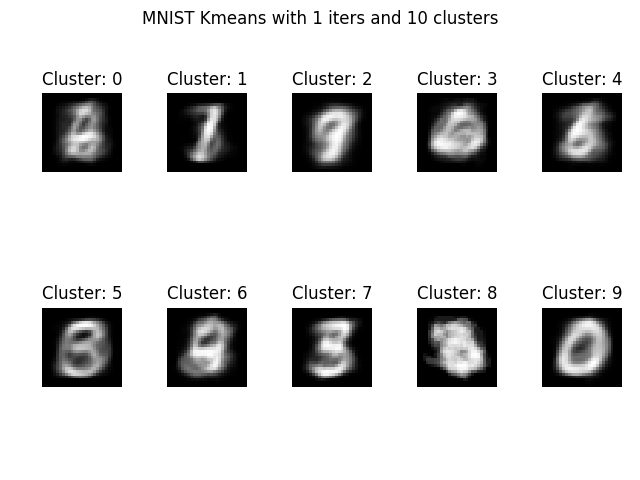 MNIST Kmeans with 1 iters and 10 clusters
Cluster: 0 Cluster: 1 Cluster: 2 Cluster: 3 Cluster: 4
Cluster: 5 Cluster: 6 Cluster: 7 Cluster: 8 Cluster: 9